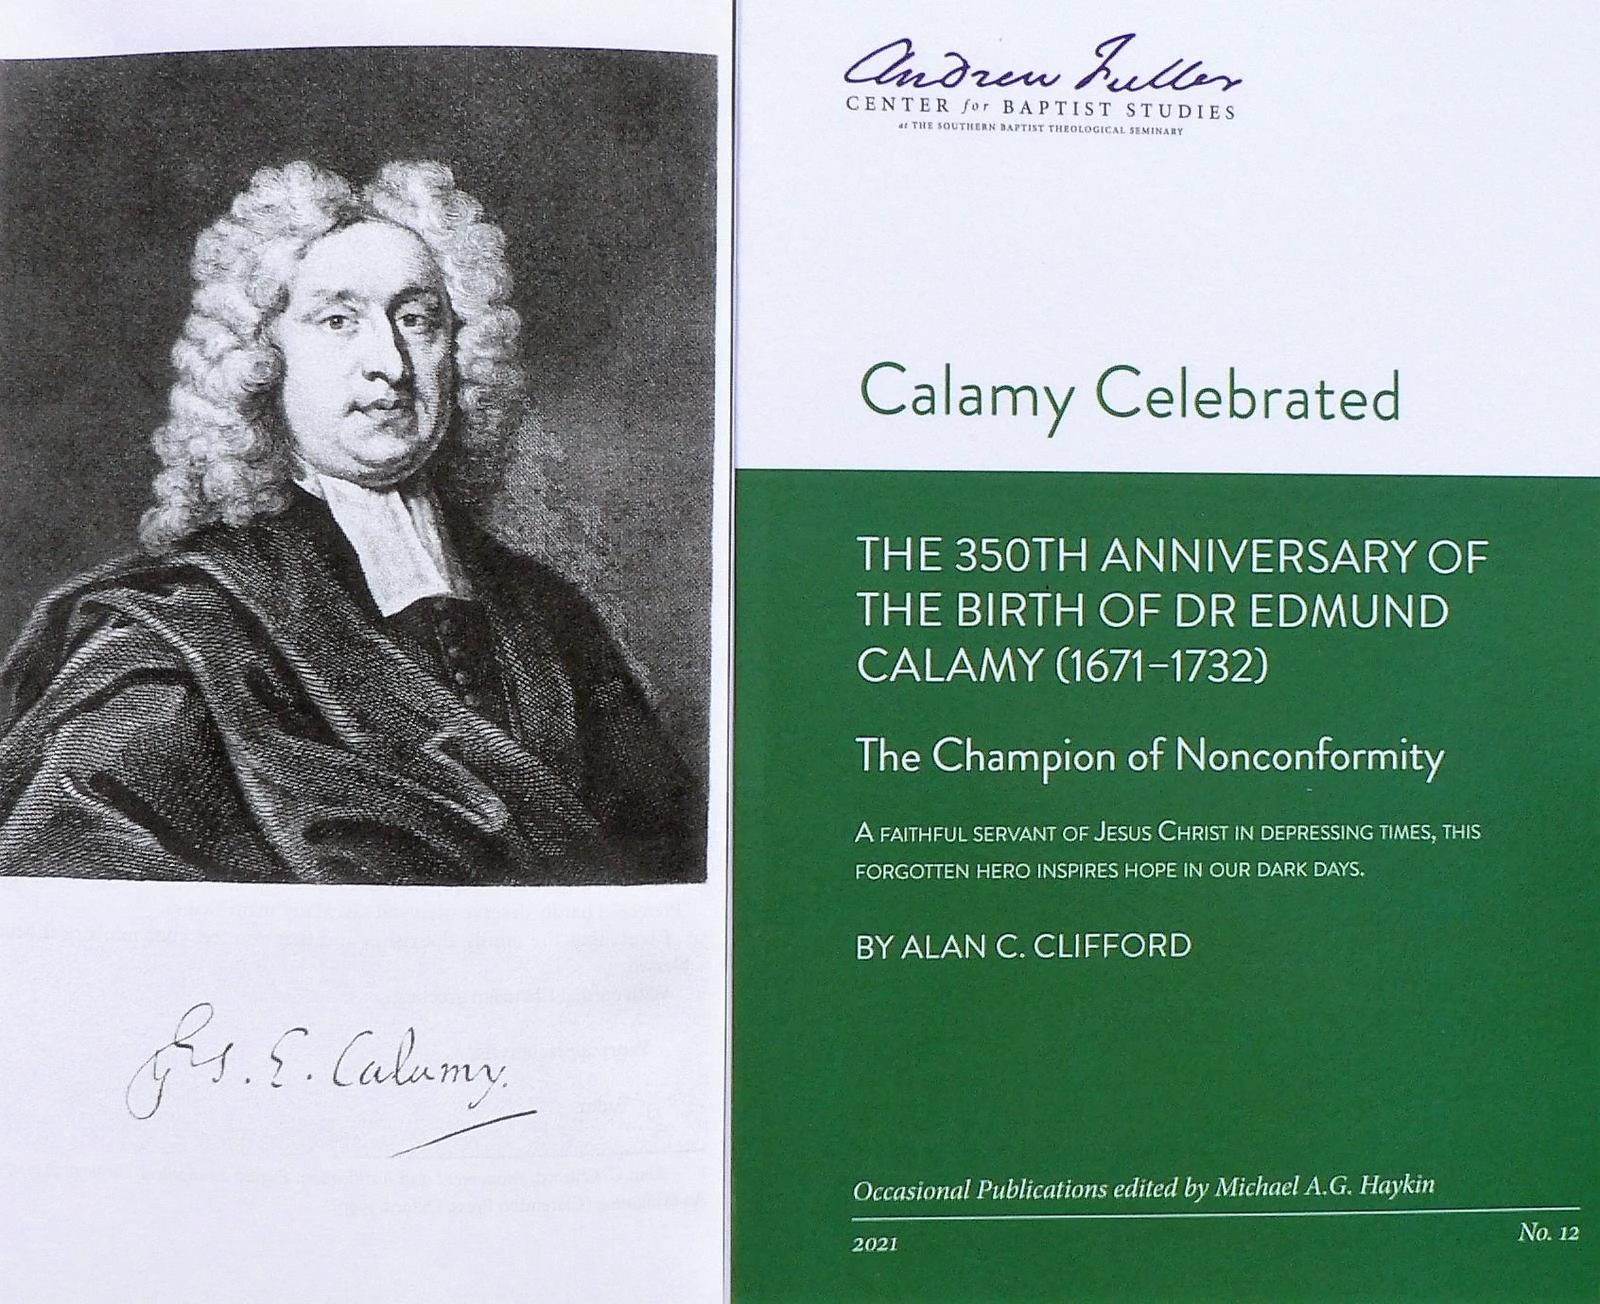 E. Calamy.
Andrew Fuller
CENTER for BAPTIST STUDIES
at THE SOUTHERN BAPTIST THEOLOGICAL SEMINARY
Calamy Celebrated
THE 350TH ANNIVERSARY OF
THE BIRTH OF DR EDMUND
CALAMY (1671–1732)
The Champion of Nonconformity
A FAITHFUL SERVANT OF JESUS CHRIST IN DEPRESSING TIMES, THIS
FORGOTTEN HERO INSPIRES HOPE IN OUR DARK DAYS.
BY ALAN C. CLIFFORD
Occasional Publications edited by Michael A.G. Haykin
2021
No. 12